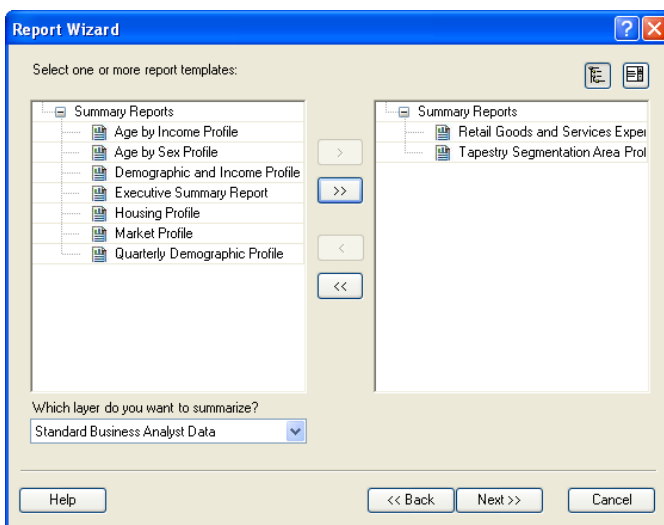 Report Wizard
Select one or more report templates:
Summary Reports
Age by Income Profile
Age by Sex Profile
Demographic and Income Profile
Executive Summary Report
Housing Profile
Market Profile
Quarterly Demographic Profile
>
>>
<
<<
Summary Reports
Retail Goods and Services Exper
Tapestry Segmentation Area Prof
Which layer do you want to summarize?
Standard Business Analyst Data
Help
<< Back
Next >>
Cancel